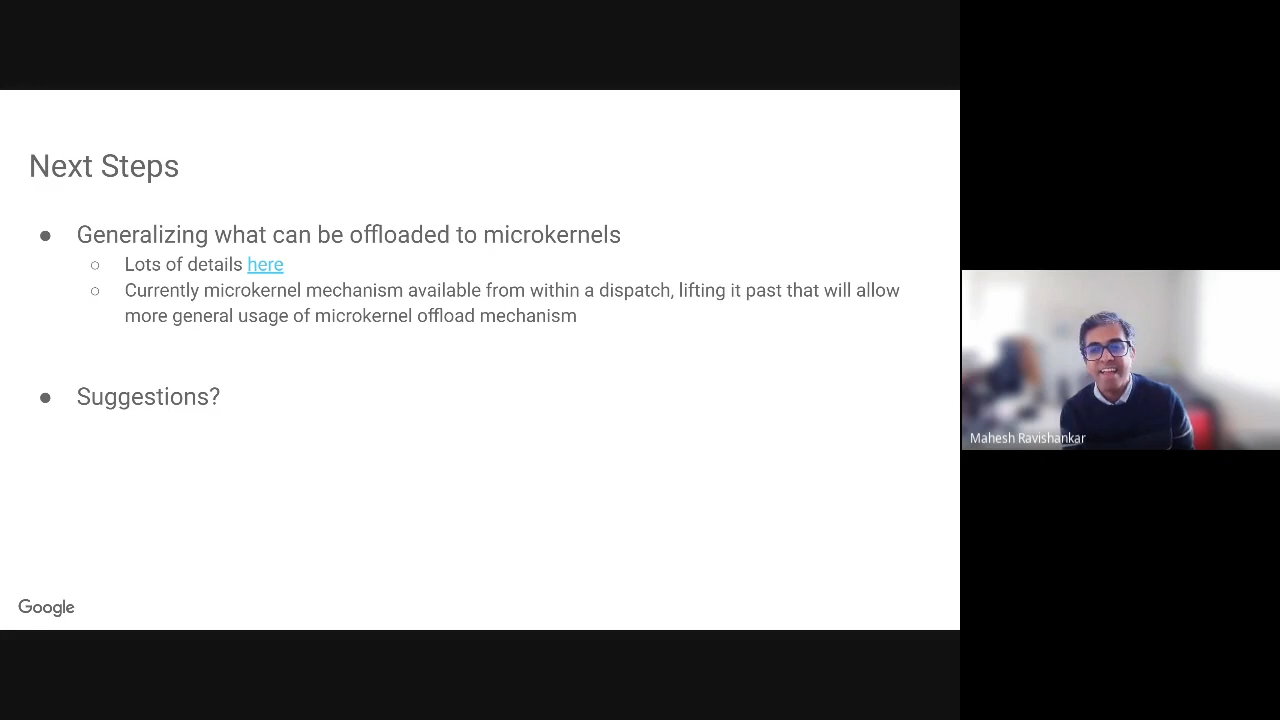 Next Steps
● Generalizing what can be offloaded to microkernels
○ Lots of details here
○ Currently microkernel mechanism available from within a dispatch, lifting it past that will allow
more general usage of microkernel offload mechanism
● Suggestions?
Google
Mahesh Ravishankar